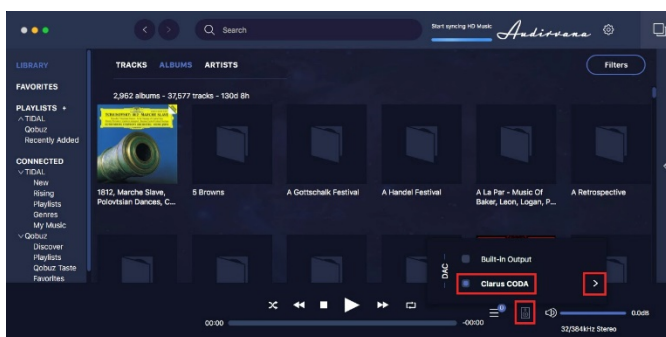 Search
Start syncing HD Music
Audirvana
LIBRARY
TRACKS ALBUMS ARTISTS
Filters
FAVORITES
2,962 albums - 37,577 tracks - 130d 8h
PLAYLISTS +
TIDAL
Qobuz
Recently Added
CONNECTED
TIDAL
New
Rising
Playlists
Genres
My Music
Qobuz
Discover
Playlists
Qobuz Taste
Favorites
1812, Marche Slave,
Polovtsian Dances, C...
5 Browns
A Gottschalk Festival
A Handel Festival
A La Par - Music Of
Baker, Leon, Logan, P...
A Retrospective
DAC
Built-in Output
Clarus CODA
00:00
-00:00
0
0.0dB
32/384kHz Stereo